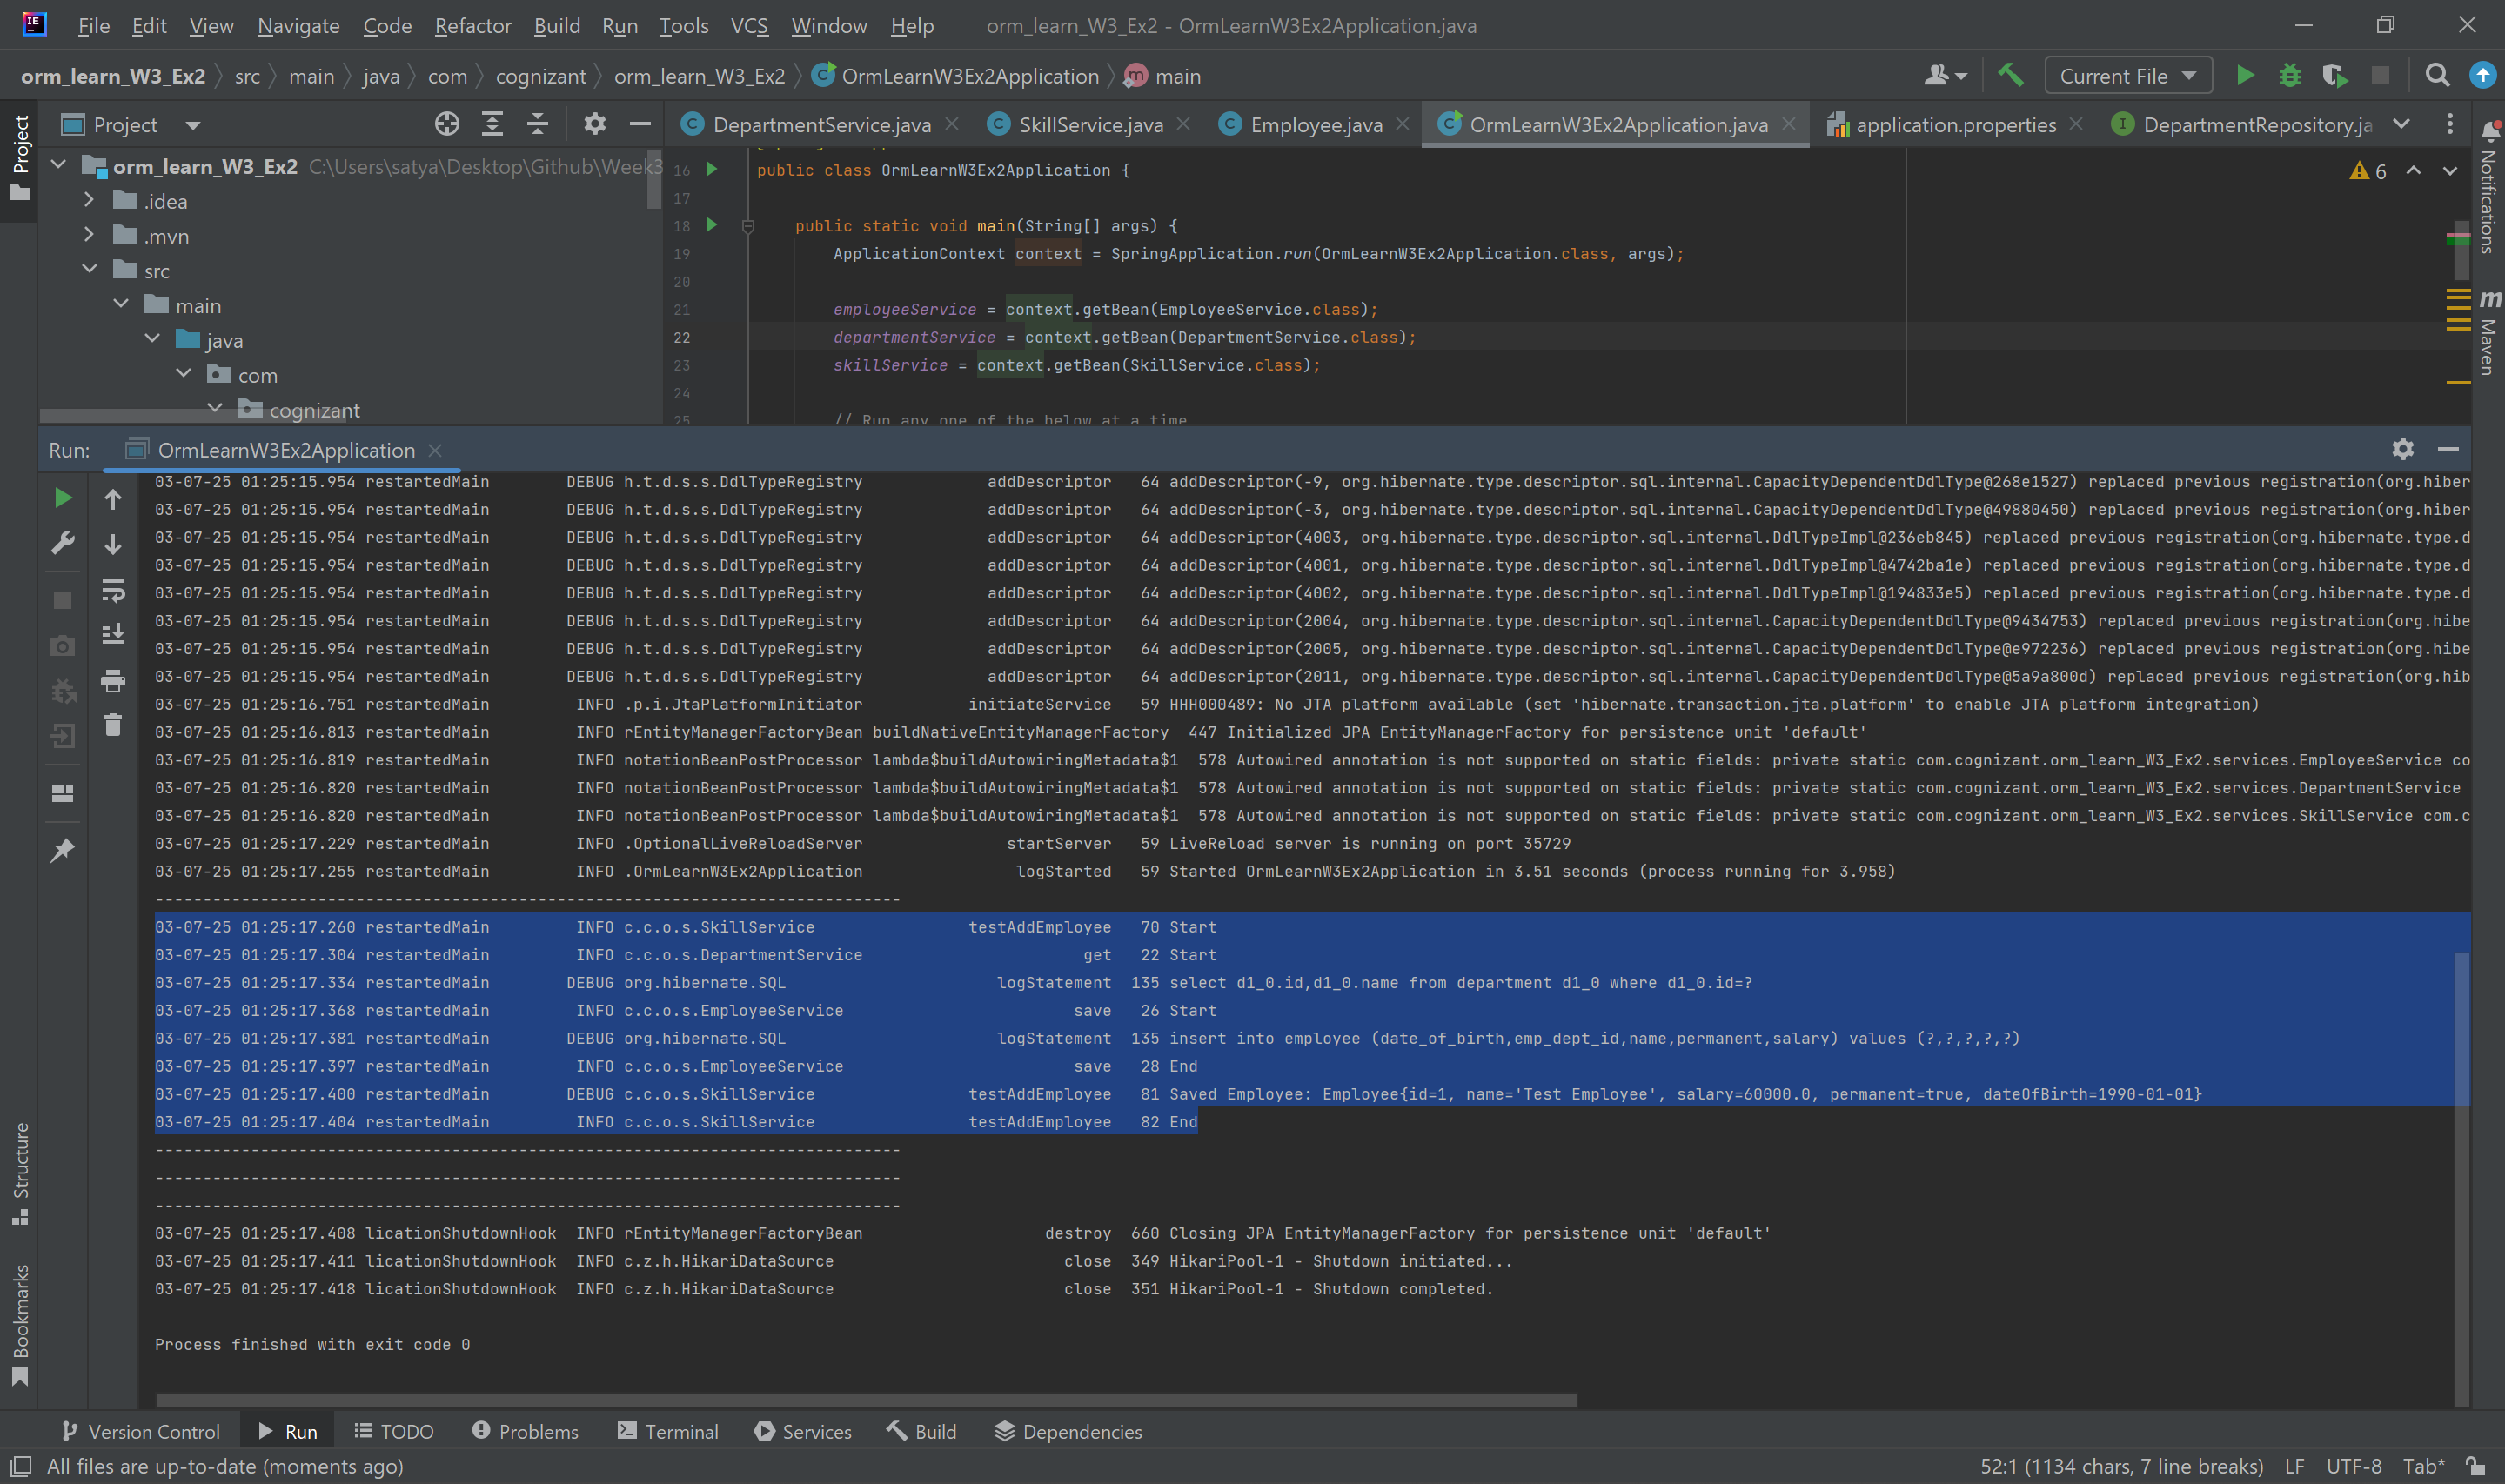 File Edit View Navigate Code Refactor Build Run Tools VCS Window Help orm_learn_W3_Ex2 - OrmLearnW3Ex2Application.java
orm_learn_W3_Ex2 src main java com cognizant orm_learn_W3_Ex2 OrmLearnW3Ex2Application main Current File
Project
DepartmentService.java SkillService.java Employee.java OrmLearnW3Ex2Application.java application.properties DepartmentRepository.ja
Project
orm_learn_W3_Ex2 C:\Users\satya\Desktop\Github\Week3
.idea
.mvn
src
main
java
com
cognizant
16 public class OrmLearnW3Ex2Application {
17
18 public static void main(String[] args) {
19 ApplicationContext context = SpringApplication.run(OrmLearnW3Ex2Application.class, args);
20
21 employeeService = context.getBean(EmployeeService.class);
22 departmentService = context.getBean(DepartmentService.class);
23 skillService = context.getBean(SkillService.class);
24
25 // Run any one of the below at a time
6
Notifications
Maven
Run: OrmLearnW3Ex2Application
03-07-25 01:25:15.954 restartedMain DEBUG h.t.d.s.s.DdlTypeRegistry addDescriptor 64 addDescriptor(-9, org.hibernate.type.descriptor.sql.internal.CapacityDependentDdlType@268e1527) replaced previous registration(org.hiber
03-07-25 01:25:15.954 restartedMain DEBUG h.t.d.s.s.DdlTypeRegistry addDescriptor 64 addDescriptor(-3, org.hibernate.type.descriptor.sql.internal.CapacityDependentDdlType@49880450) replaced previous registration(org.hiber
03-07-25 01:25:15.954 restartedMain DEBUG h.t.d.s.s.DdlTypeRegistry addDescriptor 64 addDescriptor(4003, org.hibernate.type.descriptor.sql.internal.DdlTypeImpl@236eb845) replaced previous registration(org.hibernate.type.d
03-07-25 01:25:15.954 restartedMain DEBUG h.t.d.s.s.DdlTypeRegistry addDescriptor 64 addDescriptor(4001, org.hibernate.type.descriptor.sql.internal.DdlTypeImpl@4742ba1e) replaced previous registration(org.hibernate.type.d
03-07-25 01:25:15.954 restartedMain DEBUG h.t.d.s.s.DdlTypeRegistry addDescriptor 64 addDescriptor(4002, org.hibernate.type.descriptor.sql.internal.DdlTypeImpl@194833e5) replaced previous registration(org.hibernate.type.d
03-07-25 01:25:15.954 restartedMain DEBUG h.t.d.s.s.DdlTypeRegistry addDescriptor 64 addDescriptor(2004, org.hibernate.type.descriptor.sql.internal.CapacityDependentDdlType@9434753) replaced previous registration(org.hibe
03-07-25 01:25:15.954 restartedMain DEBUG h.t.d.s.s.DdlTypeRegistry addDescriptor 64 addDescriptor(2005, org.hibernate.type.descriptor.sql.internal.CapacityDependentDdlType@e972236) replaced previous registration(org.hibe
03-07-25 01:25:15.954 restartedMain DEBUG h.t.d.s.s.DdlTypeRegistry addDescriptor 64 addDescriptor(2011, org.hibernate.type.descriptor.sql.internal.CapacityDependentDdlType@5a9a800d) replaced previous registration(org.hib
03-07-25 01:25:16.751 restartedMain INFO .p.i.JtaPlatformInitiator initiateService 59 HHH000489: No JTA platform available (set 'hibernate.transaction.jta.platform' to enable JTA platform integration)
03-07-25 01:25:16.813 restartedMain INFO rEntityManagerFactoryBean buildNativeEntityManagerFactory 447 Initialized JPA EntityManagerFactory for persistence unit 'default'
03-07-25 01:25:16.819 restartedMain INFO notationBeanPostProcessor lambda$buildAutowiringMetadata$1 578 Autowired annotation is not supported on static fields: private static com.cognizant.orm_learn_W3_Ex2.services.EmployeeService co
03-07-25 01:25:16.820 restartedMain INFO notationBeanPostProcessor lambda$buildAutowiringMetadata$1 578 Autowired annotation is not supported on static fields: private static com.cognizant.orm_learn_W3_Ex2.services.DepartmentService
03-07-25 01:25:16.820 restartedMain INFO notationBeanPostProcessor lambda$buildAutowiringMetadata$1 578 Autowired annotation is not supported on static fields: private static com.cognizant.orm_learn_W3_Ex2.services.SkillService com.c
03-07-25 01:25:17.229 restartedMain INFO .OptionalLiveReloadServer startServer 59 LiveReload server is running on port 35729
03-07-25 01:25:17.255 restartedMain INFO .OrmLearnW3Ex2Application logStarted 59 Started OrmLearnW3Ex2Application in 3.51 seconds (process running for 3.958)
------------------------------------------------------------------------------
03-07-25 01:25:17.260 restartedMain INFO c.c.o.s.SkillService testAddEmployee 70 Start
03-07-25 01:25:17.304 restartedMain INFO c.c.o.s.DepartmentService get 22 Start
03-07-25 01:25:17.334 restartedMain DEBUG org.hibernate.SQL logStatement 135 select d1_0.id,d1_0.name from department d1_0 where d1_0.id=?
03-07-25 01:25:17.368 restartedMain INFO c.c.o.s.EmployeeService save 26 Start
03-07-25 01:25:17.381 restartedMain DEBUG org.hibernate.SQL logStatement 135 insert into employee (date_of_birth,emp_dept_id,name,permanent,salary) values (?,?,?,?,?)
03-07-25 01:25:17.397 restartedMain INFO c.c.o.s.EmployeeService save 28 End
03-07-25 01:25:17.400 restartedMain DEBUG c.c.o.s.SkillService testAddEmployee 81 Saved Employee: Employee{id=1, name='Test Employee', salary=60000.0, permanent=true, dateOfBirth=1990-01-01}
03-07-25 01:25:17.404 restartedMain INFO c.c.o.s.SkillService testAddEmployee 82 End
------------------------------------------------------------------------------
------------------------------------------------------------------------------
------------------------------------------------------------------------------
03-07-25 01:25:17.408 licationShutdownHook INFO rEntityManagerFactoryBean destroy 660 Closing JPA EntityManagerFactory for persistence unit 'default'
03-07-25 01:25:17.411 licationShutdownHook INFO c.z.h.HikariDataSource close 349 HikariPool-1 - Shutdown initiated...
03-07-25 01:25:17.418 licationShutdownHook INFO c.z.h.HikariDataSource close 351 HikariPool-1 - Shutdown completed.
Process finished with exit code 0
Structure
Bookmarks
Version Control Run TODO Problems Terminal Services Build Dependencies
All files are up-to-date (moments ago) 52:1 (1134 chars, 7 line breaks) LF UTF-8 Tab*